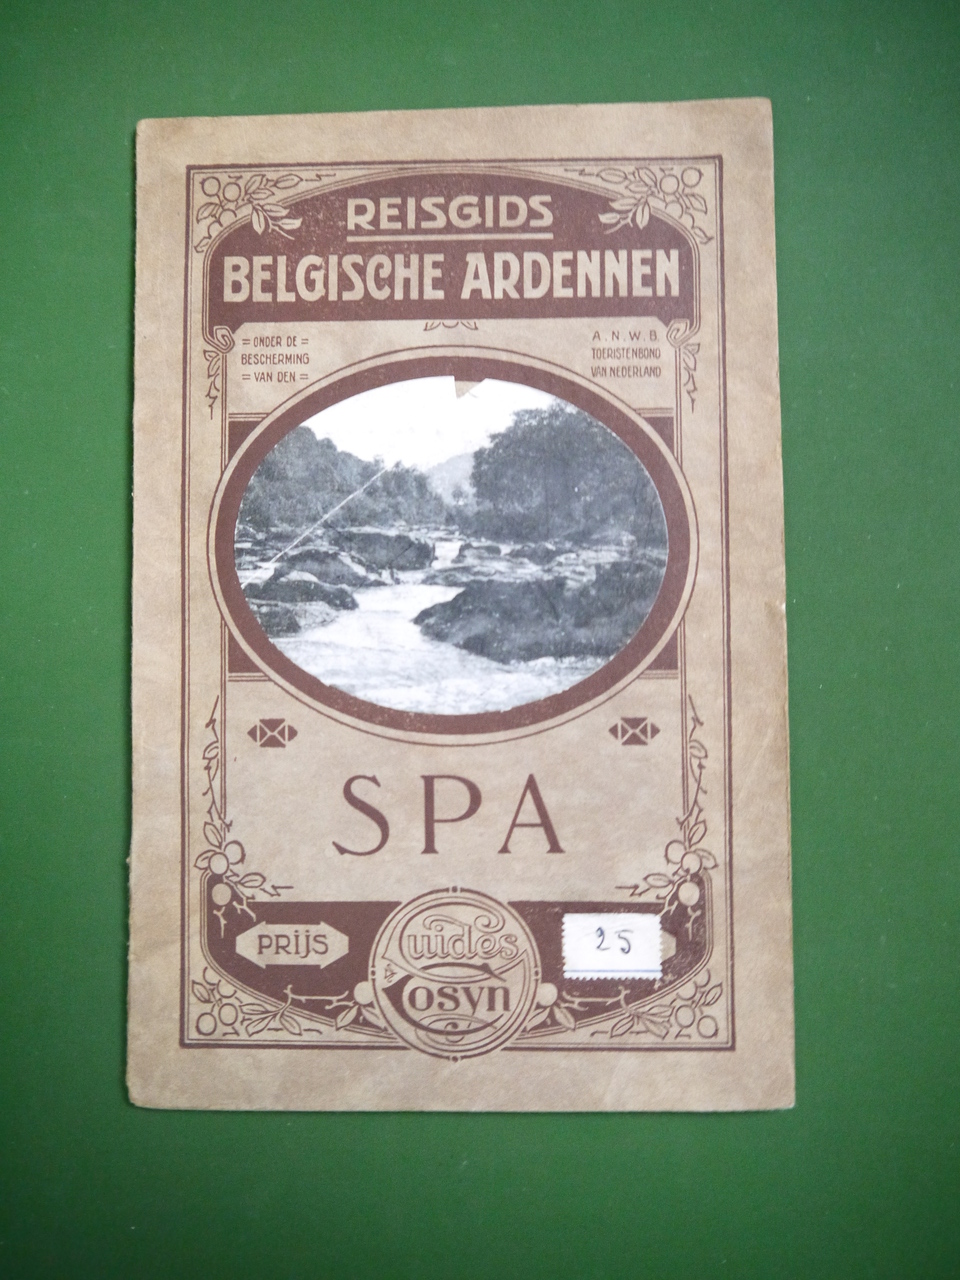 REISGIDS
BELGISCHE ARDENNEN
= ONDER DE =
BESCHERMING
= VAN DEN =
A.N.W.B.
TOERISTENBOND
VAN NEDERLAND
SPA
PRIJS
Guides
Cosyn
25